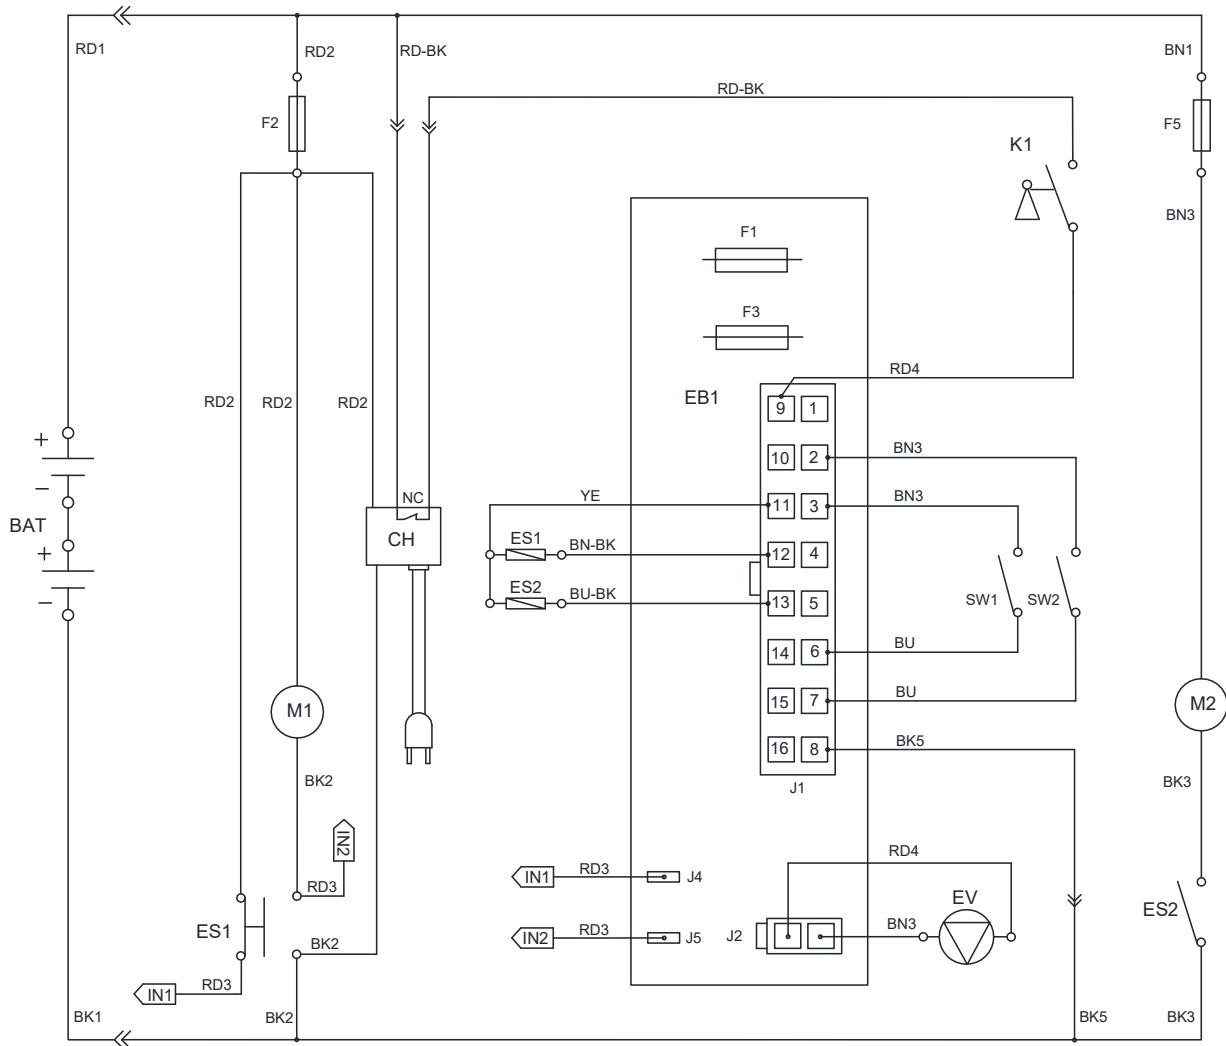 RD1
RD2
RD-BK
BN1
RD-BK
F2
F5
K1
BN3
F1
F3
RD4
EB1
9 1
RD2
RD2
RD2
+
10 2
BN3
−
NC
YE
11 3
BN3
BAT
CH
ES1
BN-BK
12 4
+
ES2
BU-BK
13 5
SW1
SW2
−
14 6
BU
15 7
BU
M1
M2
16 8
BK5
BK2
J1
BK3
IN2
RD4
IN1
RD3
J4
RD3
EV
ES2
ES1
BK2
IN2
RD3
J5
J2
BN3
IN1
RD3
BK1
BK2
BK5
BK3